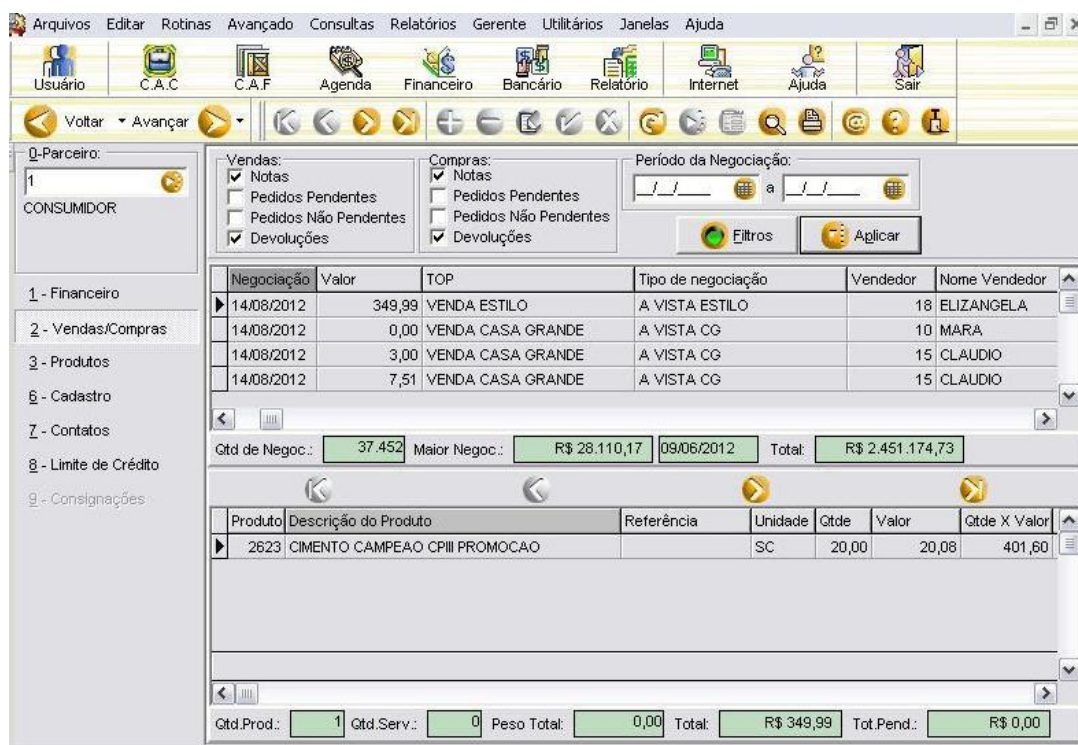 Arquivos Editar Rotinas Avançado Consultas Relatórios Gerente Utilitários Janelas Ajuda
Usuário C.A.C C.A.F Agenda Financeiro Bancário Relatório Internet Ajuda Sair
Voltar Avançar
0-Parceiro:
1
CONSUMIDOR
1 - Financeiro
2 - Vendas/Compras
3 - Produtos
6 - Cadastro
7 - Contatos
8 - Limite de Crédito
9 - Consignações
Vendas:
Notas
Pedidos Pendentes
Pedidos Não Pendentes
Devoluções
Compras:
Notas
Pedidos Pendentes
Pedidos Não Pendentes
Devoluções
Período da Negociação:
__/__/____ a __/__/____
Filtros Aplicar
Negociação Valor TOP Tipo de negociação Vendedor Nome Vendedor
14/08/2012 349,99 VENDA ESTILO A VISTA ESTILO 18 ELIZANGELA
14/08/2012 0,00 VENDA CASA GRANDE A VISTA CG 10 MARA
14/08/2012 3,00 VENDA CASA GRANDE A VISTA CG 15 CLAUDIO
14/08/2012 7,51 VENDA CASA GRANDE A VISTA CG 15 CLAUDIO
Qtd de Negoc.: 37.452 Maior Negoc.: R$ 28.110,17 09/06/2012 Total: R$ 2.451.174,73
Produto Descrição do Produto Referência Unidade Qtde Valor Qtde X Valor
2623 CIMENTO CAMPEAO CPIII PROMOCAO SC 20,00 20,08 401,60
Qtd.Prod.: 1 Qtd.Serv.: 0 Peso Total: 0,00 Total: R$ 349,99 Tot.Pend.: R$ 0,00